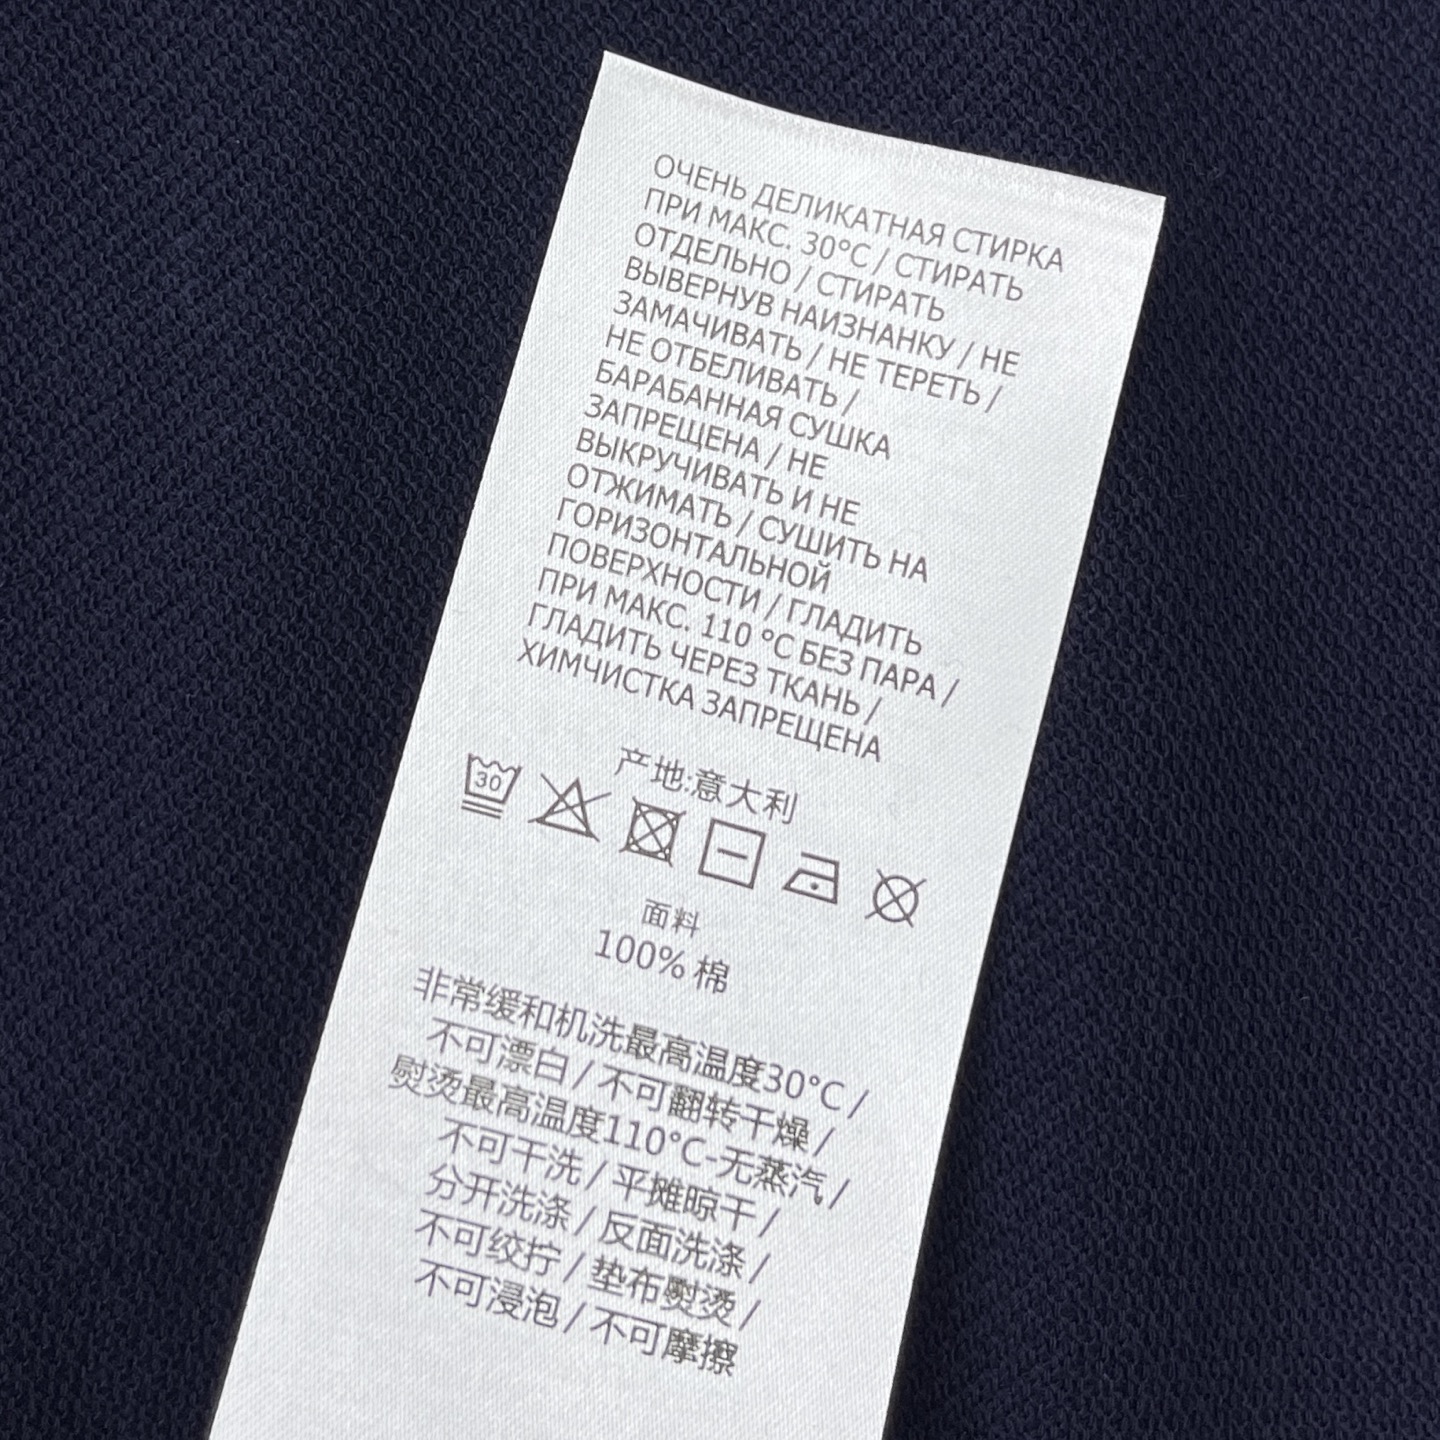 ОЧЕНЬ ДЕЛИКАТНАЯ СТИРКА
ПРИ МАКС. 30°C / СТИРАТЬ
ОТДЕЛЬНО / СТИРАТЬ
ВЫВЕРНУВ НАИЗНАНКУ / НЕ
ЗАМАЧИВАТЬ / НЕ ТЕРЕТЬ /
НЕ ОТБЕЛИВАТЬ /
БАРАБАННАЯ СУШКА
ЗАПРЕЩЕНА / НЕ
ВЫКРУЧИВАТЬ И НЕ
ОТЖИМАТЬ / СУШИТЬ НА
ГОРИЗОНТАЛЬНОЙ
ПОВЕРХНОСТИ / ГЛАДИТЬ
ПРИ МАКС. 110 °C БЕЗ ПАРА /
ГЛАДИТЬ ЧЕРЕЗ ТКАНЬ /
ХИМЧИСТКА ЗАПРЕЩЕНА
产地:意大利
30
面料
100% 棉
非常缓和机洗最高温度30°C /
不可漂白 / 不可翻转干燥 /
熨烫最高温度110°C-无蒸汽 /
不可干洗 / 平摊晾干 /
分开洗涤 / 反面洗涤 /
不可绞拧 / 垫布熨烫 /
不可浸泡 / 不可摩擦